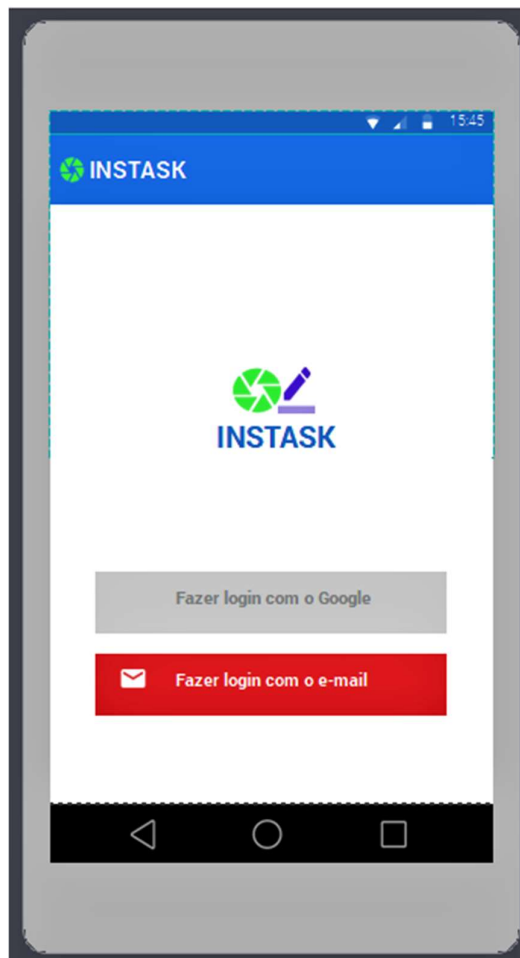 15:45
INSTASK
INSTASK
Fazer login com o Google
Fazer login com o e-mail